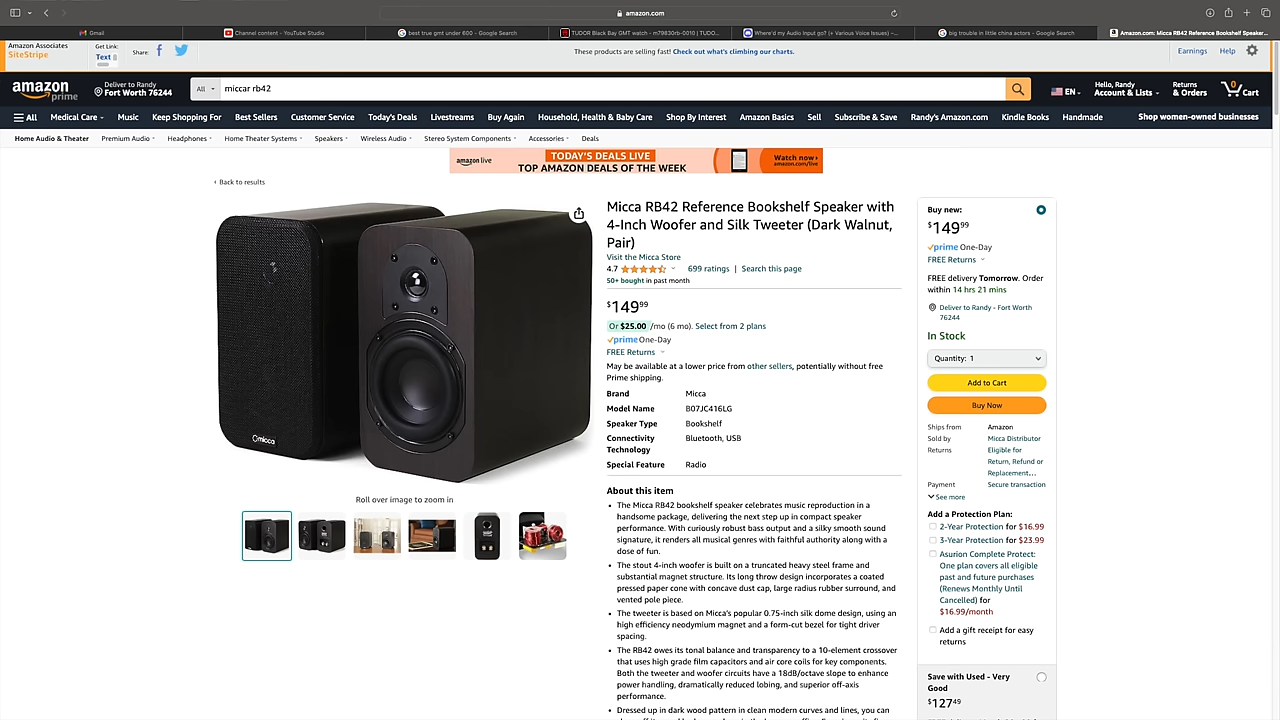 amazon.com
Gmail
Channel content - YouTube Studio
best true gmt under 600 - Google Search
TUDOR Black Bay GMT watch - m79830rb-0010 | TUDO...
Where'd my Audio Input go? (+ Various Voice Issues) –...
big trouble in little china actors - Google Search
Amazon.com: Micca RB42 Reference Bookshelf Speaker...
Amazon Associates
SiteStripe
Get Link:
Text
Share:
These products are selling fast! Check out what's climbing our charts.
Earnings
Help
amazon
prime
Deliver to Randy
Fort Worth 76244
All
miccar rb42
EN
Hello, Randy
Account & Lists
Returns
& Orders
0
Cart
All
Medical Care
Music
Keep Shopping For
Best Sellers
Customer Service
Today's Deals
Livestreams
Buy Again
Household, Health & Baby Care
Shop By Interest
Amazon Basics
Sell
Subscribe & Save
Randy's Amazon.com
Kindle Books
Handmade
Shop women-owned businesses
Home Audio & Theater
Premium Audio
Headphones
Home Theater Systems
Speakers
Wireless Audio
Stereo System Components
Accessories
Deals
amazon live
TODAY'S DEALS LIVE
TOP AMAZON DEALS OF THE WEEK
Watch now
amazon.com/live
‹ Back to results
micca
Roll over image to zoom in
Micca RB42 Reference Bookshelf Speaker with
4-Inch Woofer and Silk Tweeter (Dark Walnut,
Pair)
Visit the Micca Store
4.7
699 ratings | Search this page
50+ bought in past month
$149.99
Or $25.00 /mo (6 mo). Select from 2 plans
prime One-Day
FREE Returns
May be available at a lower price from other sellers, potentially without free
Prime shipping.
Brand Micca
Model Name B07JC416LG
Speaker Type Bookshelf
Connectivity Bluetooth, USB
Technology
Special Feature Radio
About this item
• The Micca RB42 bookshelf speaker celebrates music reproduction in a
handsome package, delivering the next step up in compact speaker
performance. With curiously robust bass output and a silky smooth sound
signature, it renders all musical genres with faithful authority along with a
dose of fun.
• The stout 4-inch woofer is built on a truncated heavy steel frame and
substantial magnet structure. Its long throw design incorporates a coated
pressed paper cone with concave dust cap, large radius rubber surround, and
vented pole piece.
• The tweeter is based on Micca's popular 0.75-inch silk dome design, using an
high efficiency neodymium magnet and a form-cut bezel for tight driver
spacing.
• The RB42 owes its tonal balance and transparency to a 10-element crossover
that uses high grade film capacitors and air core coils for key components.
Both the tweeter and woofer circuits have a 18dB/octave slope to enhance
power handling, dramatically reduced lobing, and superior off-axis
performance.
• Dressed up in dark wood pattern in clean modern curves and lines, you can
Buy new:
$149.99
prime One-Day
FREE Returns
FREE delivery Tomorrow. Order
within 14 hrs 21 mins
Deliver to Randy - Fort Worth
76244
In Stock
Quantity: 1
Add to Cart
Buy Now
Ships from Amazon
Sold by Micca Distributor
Returns Eligible for
Return, Refund or
Replacement...
Payment Secure transaction
See more
Add a Protection Plan:
2-Year Protection for $16.99
3-Year Protection for $23.99
Asurion Complete Protect:
One plan covers all eligible
past and future purchases
(Renews Monthly Until
Cancelled) for
$16.99/month
Add a gift receipt for easy
returns
Save with Used - Very
Good
$127.49